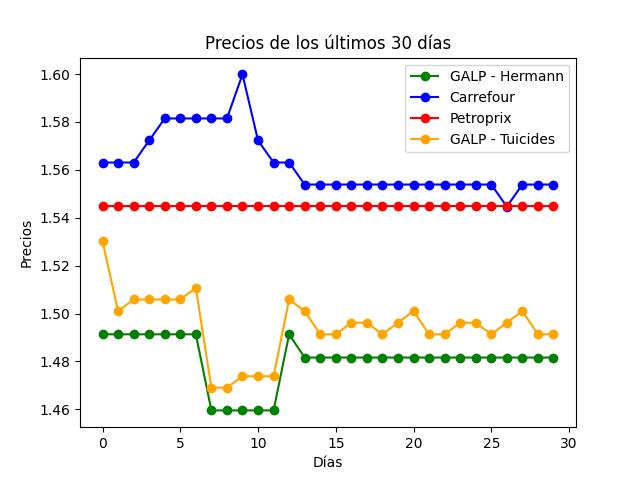 Precios de los últimos 30 días
GALP - Hermann
Carrefour
Petroprix
GALP - Tuicides
Precios
1.60
1.58
1.56
1.54
1.52
1.50
1.48
1.46
0 5 10 15 20 25 30
Días